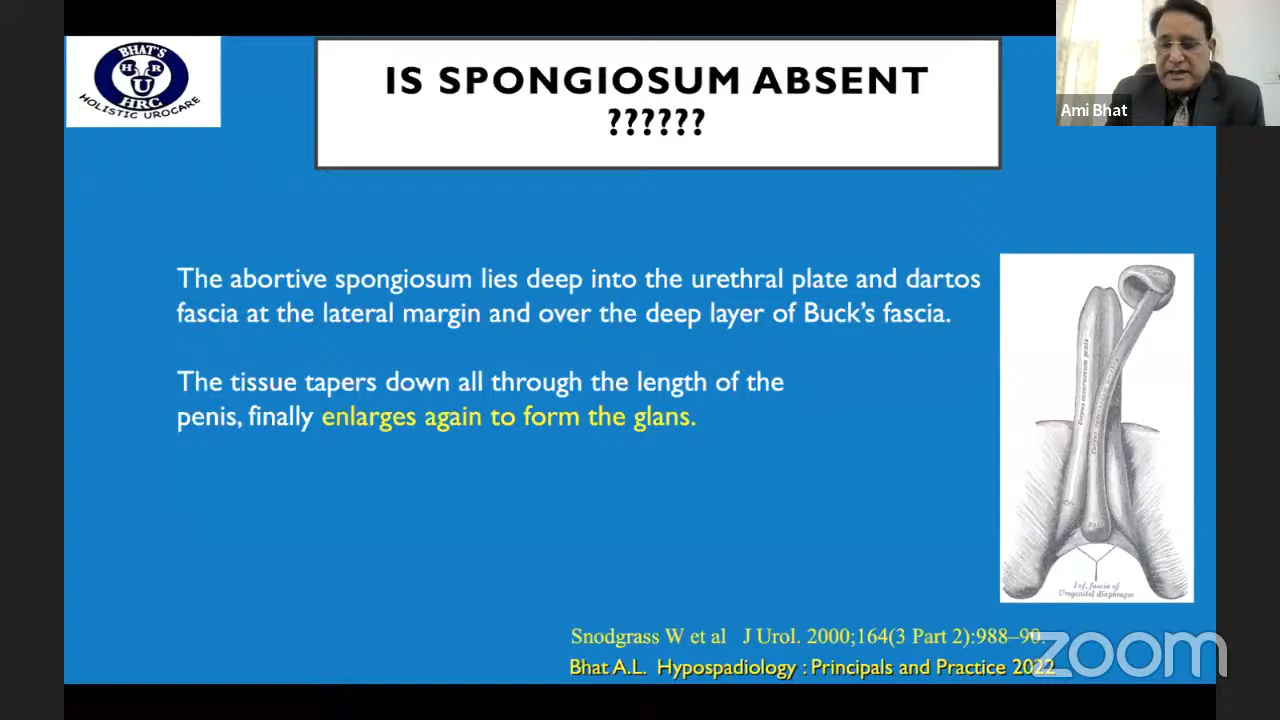 BHAT'S
H R
U
HRC
HOLISTIC UROCARE
IS SPONGIOSUM ABSENT
??????
Ami Bhat
The abortive spongiosum lies deep into the urethral plate and dartos
fascia at the lateral margin and over the deep layer of Buck's fascia.
The tissue tapers down all through the length of the
penis, finally enlarges again to form the glans.
Corpus cavernosum penis
Inf. fascia of
Urogenital diaphragm
Snodgrass W et al J Urol. 2000;164(3 Part 2):988–90.
Bhat A.L. Hypospadiology : Principals and Practice 2022
zoom